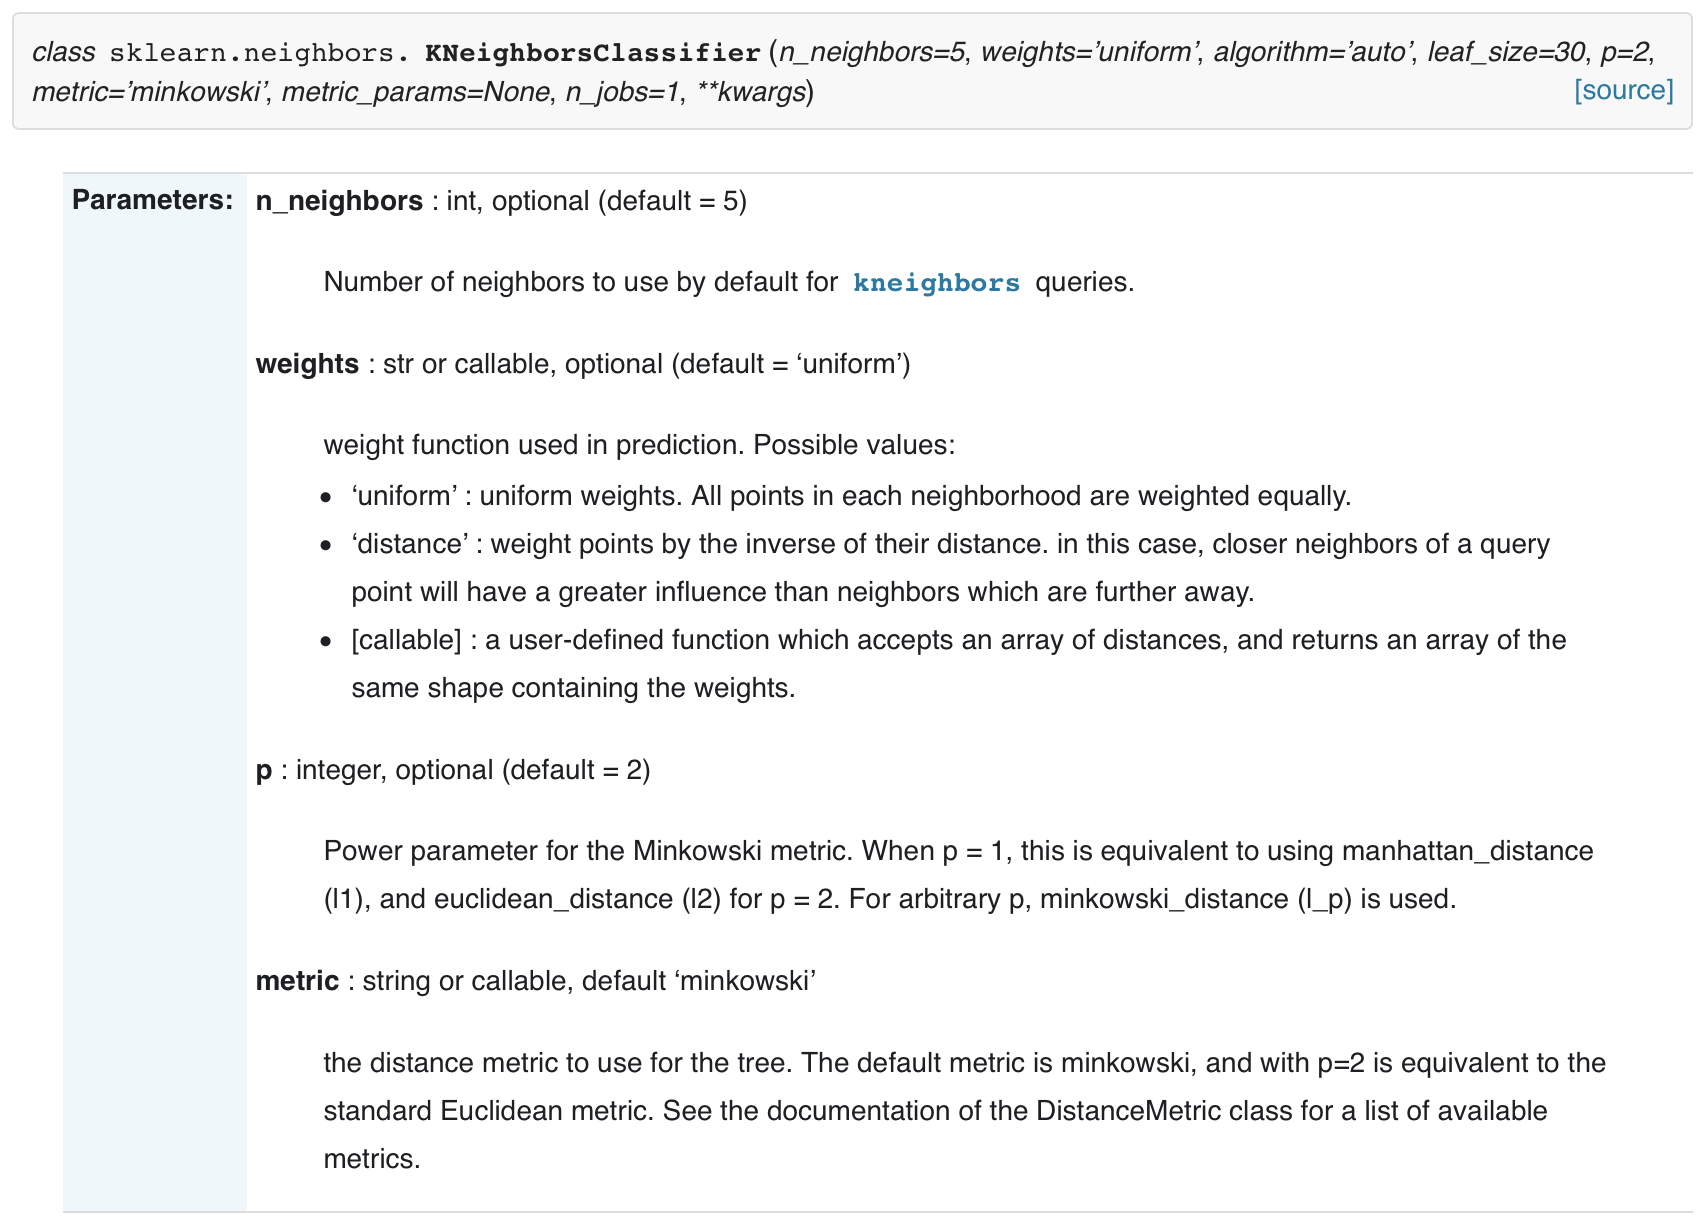 class sklearn.neighbors. KNeighborsClassifier (n_neighbors=5, weights=’uniform’, algorithm=’auto’, leaf_size=30, p=2,
metric=’minkowski’, metric_params=None, n_jobs=1, **kwargs) [source]
Parameters: n_neighbors : int, optional (default = 5)
Number of neighbors to use by default for kneighbors queries.
weights : str or callable, optional (default = ‘uniform’)
weight function used in prediction. Possible values:
• ‘uniform’ : uniform weights. All points in each neighborhood are weighted equally.
• ‘distance’ : weight points by the inverse of their distance. in this case, closer neighbors of a query
point will have a greater influence than neighbors which are further away.
• [callable] : a user-defined function which accepts an array of distances, and returns an array of the
same shape containing the weights.
p : integer, optional (default = 2)
Power parameter for the Minkowski metric. When p = 1, this is equivalent to using manhattan_distance
(l1), and euclidean_distance (l2) for p = 2. For arbitrary p, minkowski_distance (l_p) is used.
metric : string or callable, default ‘minkowski’
the distance metric to use for the tree. The default metric is minkowski, and with p=2 is equivalent to the
standard Euclidean metric. See the documentation of the DistanceMetric class for a list of available
metrics.